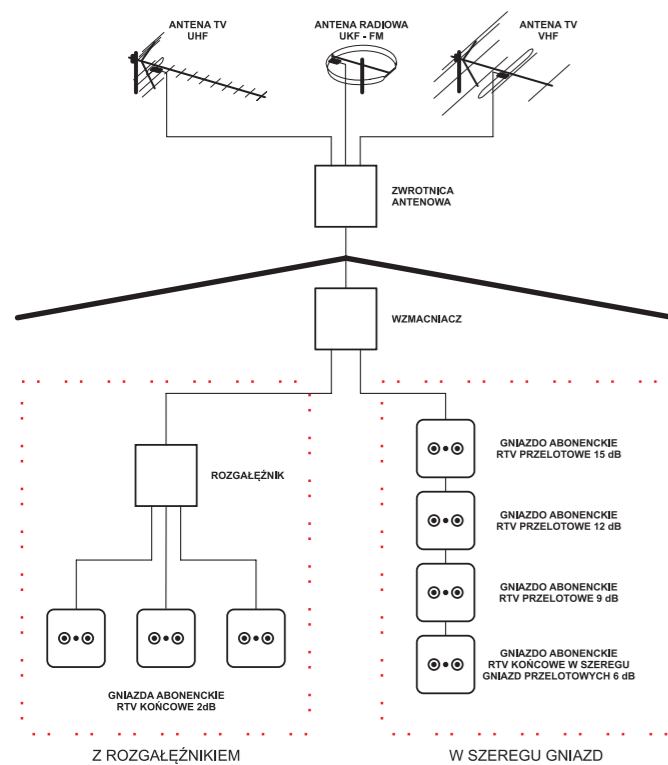 ANTENA TV
UHF
ANTENA RADIOWA
UKF - FM
ANTENA TV
VHF
ZWROTNICA
ANTENOWA
WZMACNIACZ
ROZGAŁĘŹNIK
GNIAZDA ABONENCKIE
RTV KOŃCOWE 2dB
GNIAZDO ABONENCKIE
RTV PRZELOTOWE 15 dB
GNIAZDO ABONENCKIE
RTV PRZELOTOWE 12 dB
GNIAZDO ABONENCKIE
RTV PRZELOTOWE 9 dB
GNIAZDO ABONENCKIE
RTV KOŃCOWE W SZEREGU
GNIAZD PRZELOTOWYCH 6 dB
Z ROZGAŁĘŹNIKIEM
W SZEREGU GNIAZD